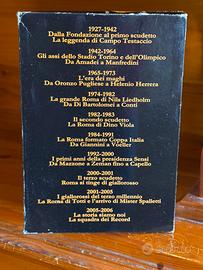 1927-1942
Dalla Fondazione al primo scudetto
La leggenda di Campo Testaccio
1942-1964
Gli assi dello Stadio Torino e dell'Olimpico
Da Amadei a Manfredini
1965-1973
L'era dei maghi
Da Oronzo Pugliese a Helenio Herrera
1974-1982
La grande Roma di Nils Liedholm
Da Di Bartolomei a Conti
1982-1983
Il secondo scudetto
La Roma di Dino Viola
1984-1991
La Roma formato Coppa Italia
Da Giannini a Voeller
1992-2000
I primi anni della presidenza Sensi
Da Mazzone a Zeman fino a Capello
2000-2001
Il terzo scudetto
Roma si tinge di giallorosso
2001-2005
I giallorossi del terzo millennio
La Roma di Totti e l'arrivo di Mister Spalletti
2005-2006
La storia siamo noi
La squadra dei Record
subito